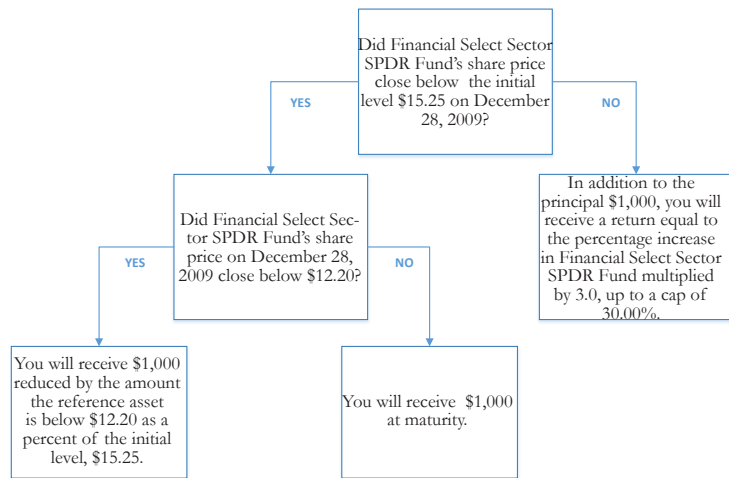 Did Financial Select Sector
SPDR Fund's share price
close below the initial
level $15.25 on December
28, 2009?
YES
NO
Did Financial Select Sec-
tor SPDR Fund's share
price on December 28,
2009 close below $12.20?
In addition to the
principal $1,000, you will
receive a return equal to
the percentage increase
in Financial Select Sector
SPDR Fund multiplied
by 3.0, up to a cap of
30.00%.
YES
NO
You will receive $1,000
reduced by the amount
the reference asset
is below $12.20 as a
percent of the initial
level, $15.25.
You will receive $1,000
at maturity.